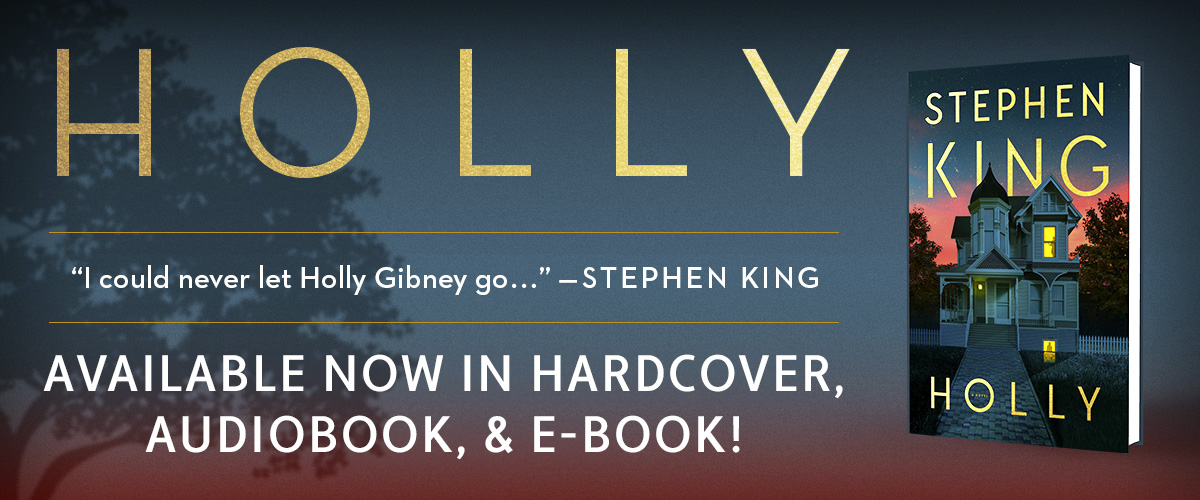 HOLLY
“I could never let Holly Gibney go...” —STEPHEN KING
AVAILABLE NOW IN HARDCOVER,
AUDIOBOOK, & E-BOOK!
STEPHEN
KING
HOLLY